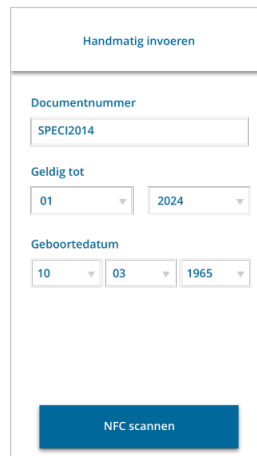 Handmatig invoeren
Documentnummer
SPECI2014
Geldig tot
01 2024
Geboortedatum
10 03 1965
NFC scannen